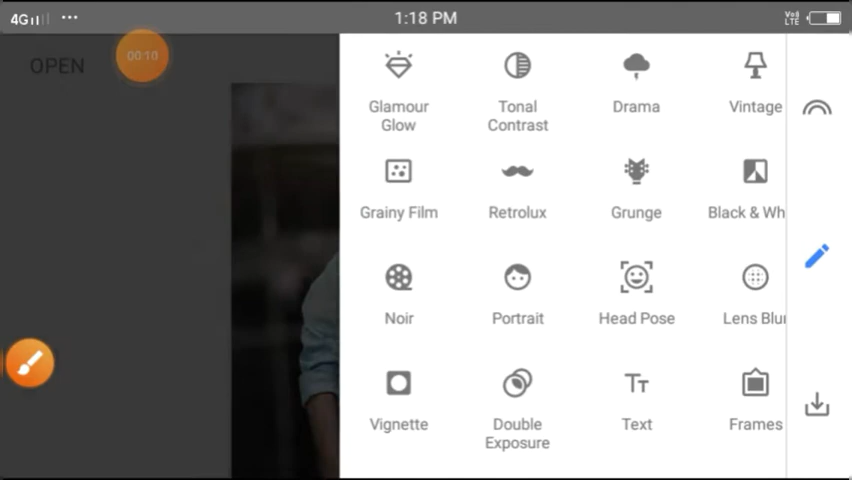 4G 1:18 PM Vo) LTE
OPEN
00:10
Glamour Glow
Tonal Contrast
Drama
Vintage
Grainy Film
Retrolux
Grunge
Black & Wh
Noir
Portrait
Head Pose
Lens Blur
Vignette
Double Exposure
Text
Frames